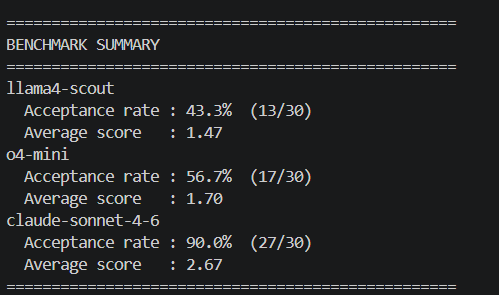 ==================================================
BENCHMARK SUMMARY
==================================================
llama4-scout
  Acceptance rate : 43.3%  (13/30)
  Average score   : 1.47
o4-mini
  Acceptance rate : 56.7%  (17/30)
  Average score   : 1.70
claude-sonnet-4-6
  Acceptance rate : 90.0%  (27/30)
  Average score   : 2.67
==================================================